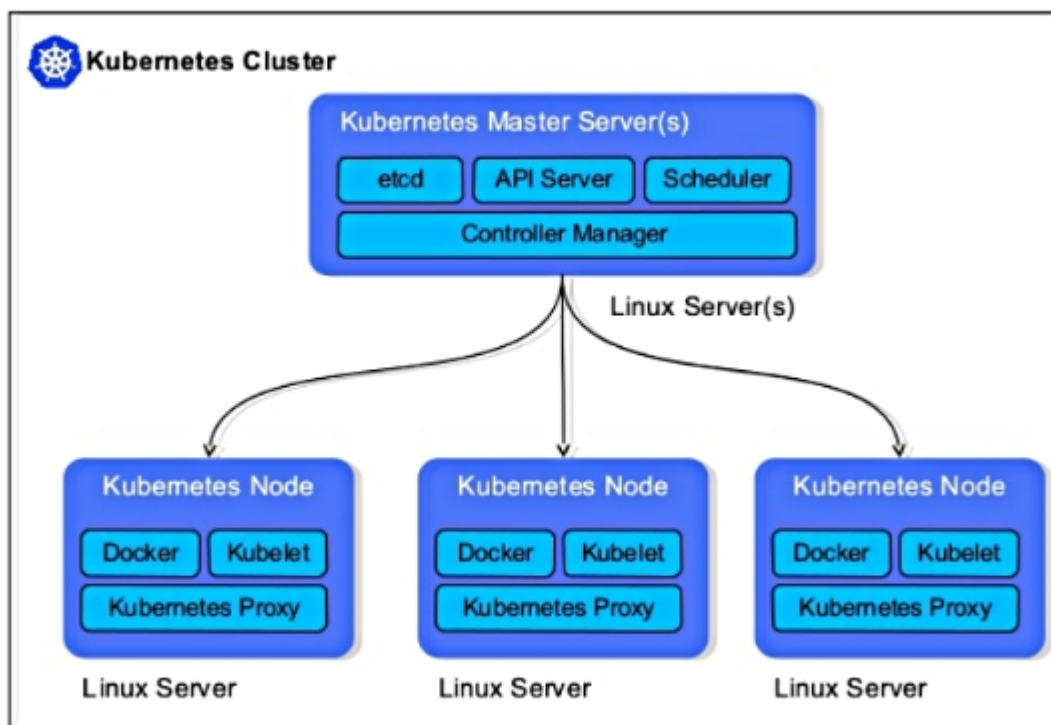 Kubernetes Cluster
Kubernetes Master Server(s)
etcd API Server Scheduler
Controller Manager
Linux Server(s)
Kubernetes Node Kubernetes Node Kubernetes Node
Docker Kubelet Docker Kubelet Docker Kubelet
Kubernetes Proxy Kubernetes Proxy Kubernetes Proxy
Linux Server Linux Server Linux Server